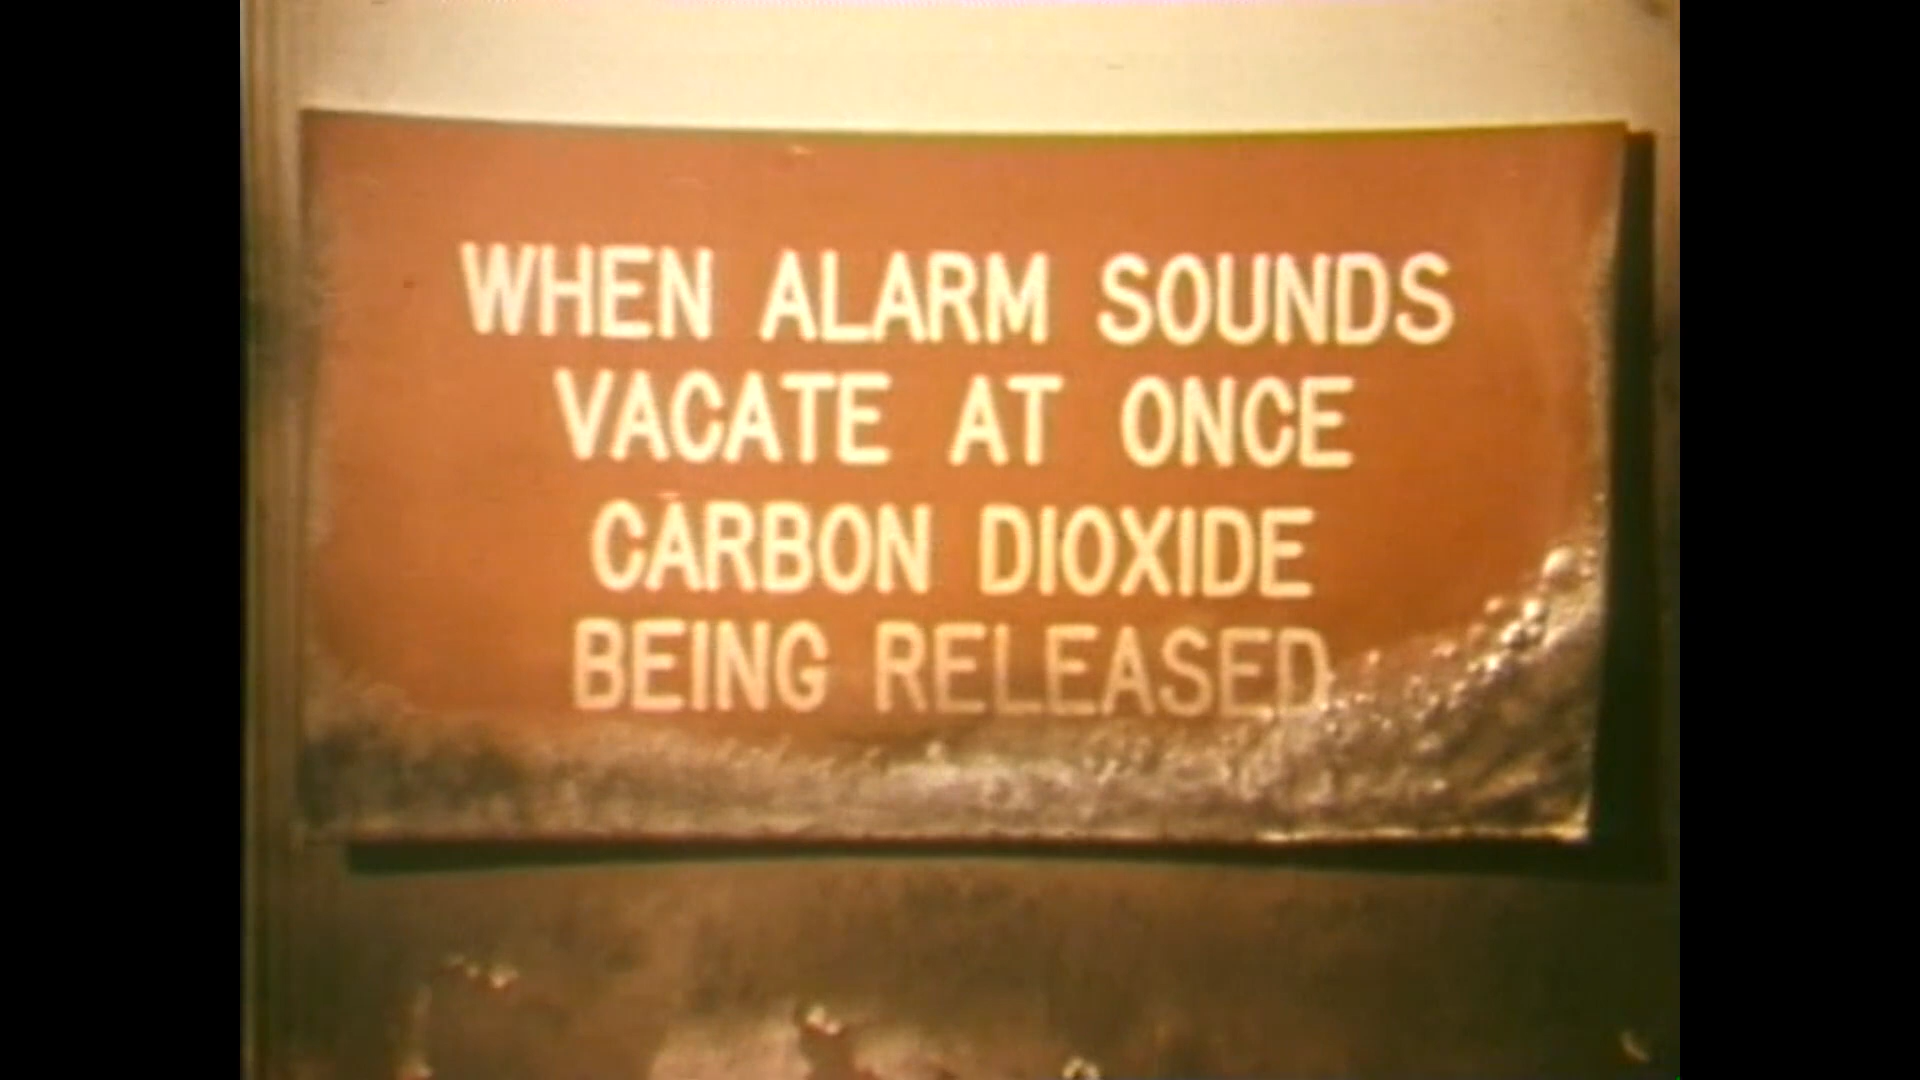 WHEN ALARM SOUNDS
VACATE AT ONCE
CARBON DIOXIDE
BEING RELEASED